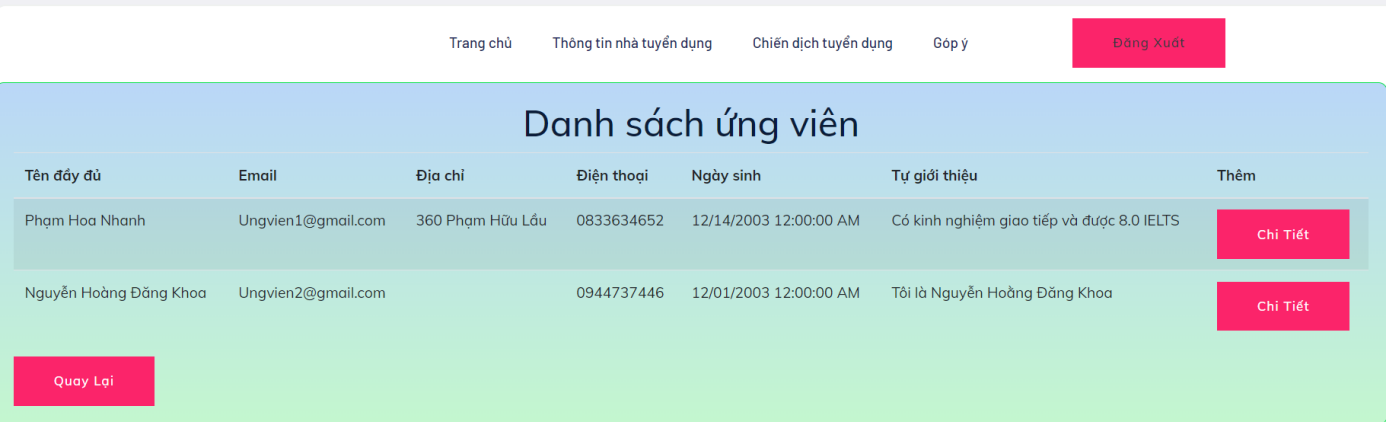 Trang chủ Thông tin nhà tuyển dụng Chiến dịch tuyển dụng Góp ý Đăng Xuất
Danh sách ứng viên
Tên đầy đủ Email Địa chỉ Điện thoại Ngày sinh Tự giới thiệu Thêm
Phạm Hoa Nhanh Ungvien1@gmail.com 360 Phạm Hữu Lầu 0833634652 12/14/2003 12:00:00 AM Có kinh nghiệm giao tiếp và được 8.0 IELTS Chi Tiết
Nguyễn Hoàng Đăng Khoa Ungvien2@gmail.com 0944737446 12/01/2003 12:00:00 AM Tôi là Nguyễn Hoằng Đăng Khoa Chi Tiết
Quay Lại